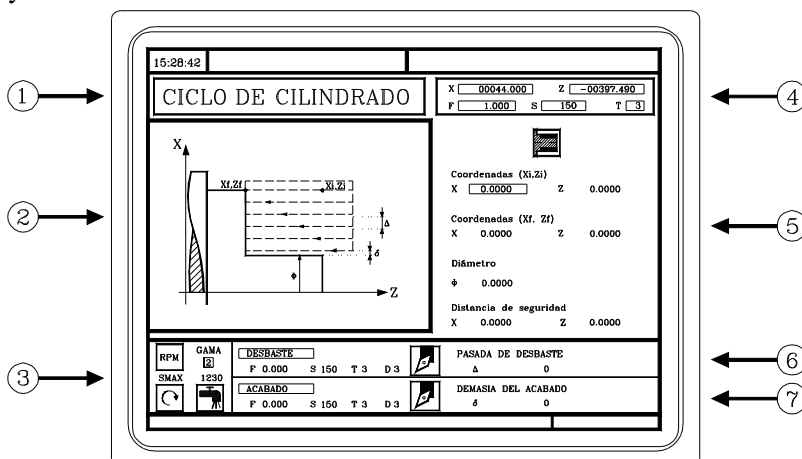 15:28:42
1
CICLO DE CILINDRADO
X 00044.000 Z -00397.490
F 1.000 S 150 T 3
4
X
Xf,Zf Xi,Zi
Δ
δ
Φ
Z
2
Coordenadas (Xi,Zi)
X 0.0000 Z 0.0000
Coordenadas (Xf. Zf)
X 0.0000 Z 0.0000
5
Diámetro
Φ 0.0000
Distancia de seguridad
X 0.0000 Z 0.0000
3
RPM GAMA
2
SMAX 1230
DESBASTE
F 0.000 S 150 T 3 D 3
PASADA DE DESBASTE
Δ 0
6
ACABADO
F 0.000 S 150 T 3 D 3
DEMASIA DEL ACABADO
δ 0
7